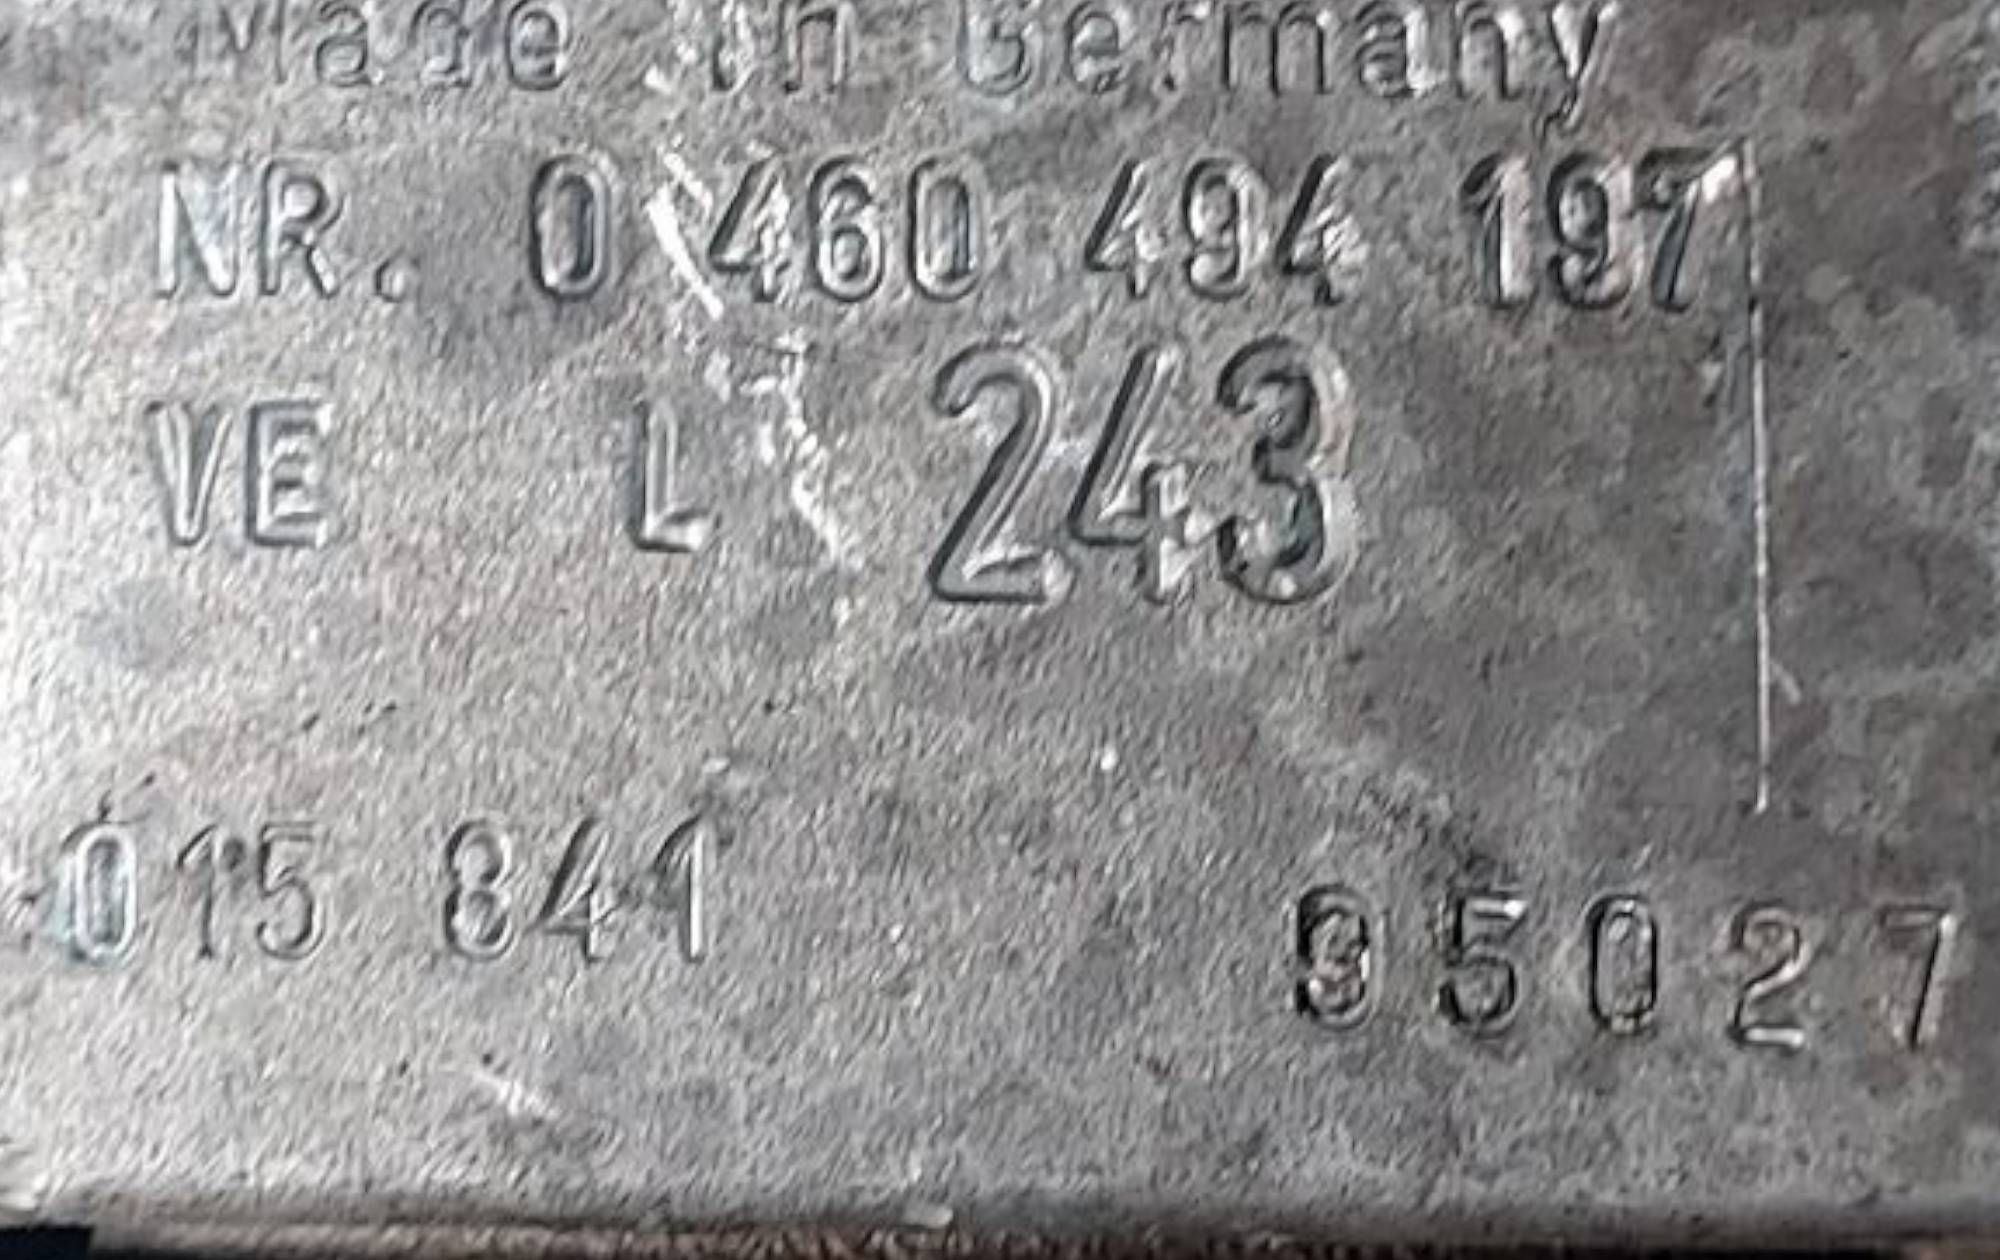 Made in Germany
NR. 0 460 494 197
VE L 243
015 841 95027